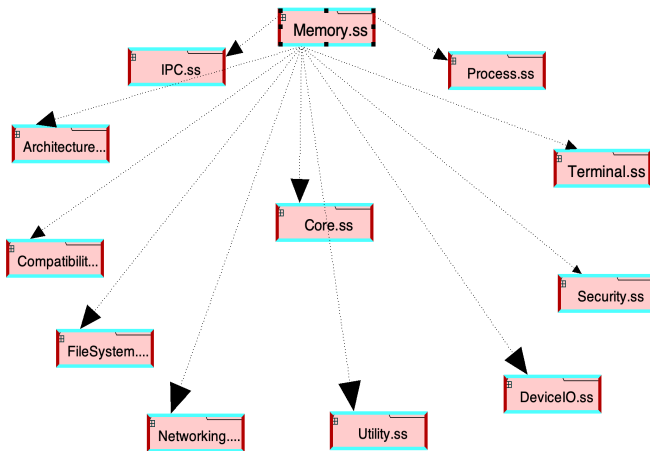 Memory.ss
IPC.ss
Process.ss
Architecture...
Terminal.ss
Core.ss
Compatibilit...
Security.ss
FileSystem....
DeviceIO.ss
Networking....
Utility.ss